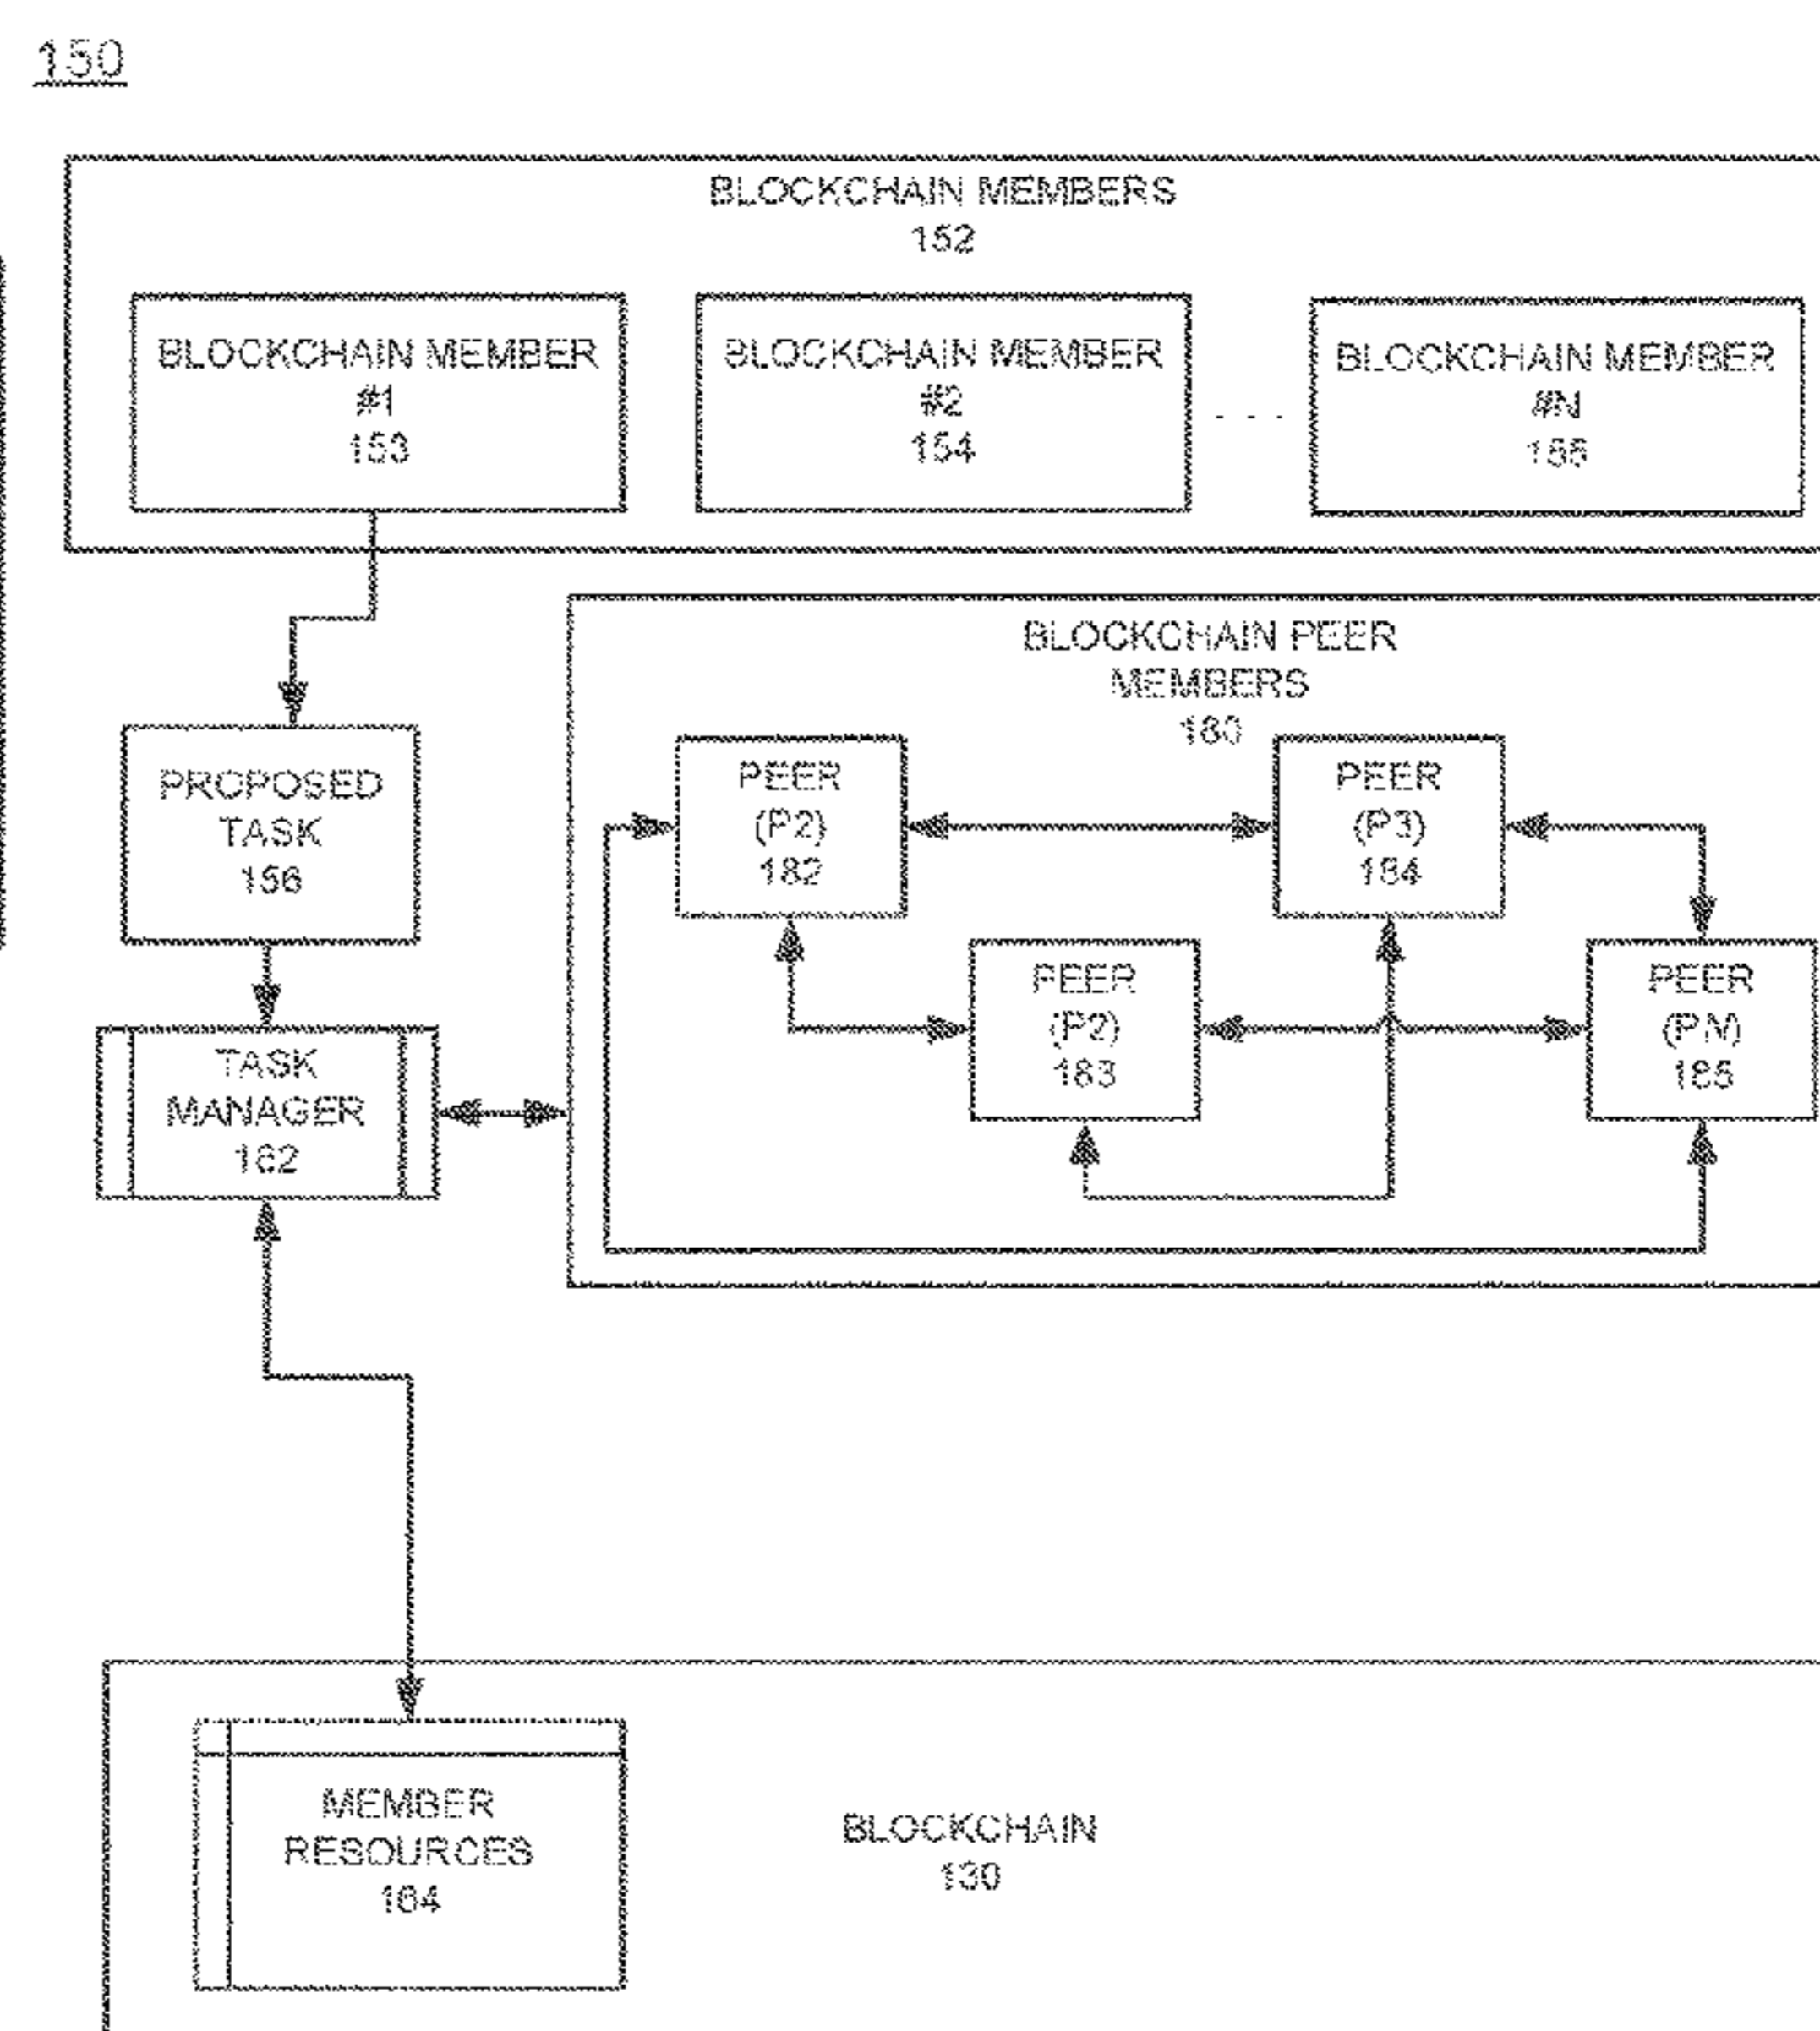 150
BLOCKCHAIN MEMBERS
152
BLOCKCHAIN MEMBER
#1
153
BLOCKCHAIN MEMBER
#2
154
. . .
BLOCKCHAIN MEMBER
#N
155
BLOCKCHAIN PEER
MEMBERS
180
PROPOSED
TASK
156
PEER
(P2)
182
PEER
(P3)
184
PEER
(P2)
183
PEER
(PN)
185
TASK
MANAGER
162
MEMBER
RESOURCES
164
BLOCKCHAIN
130